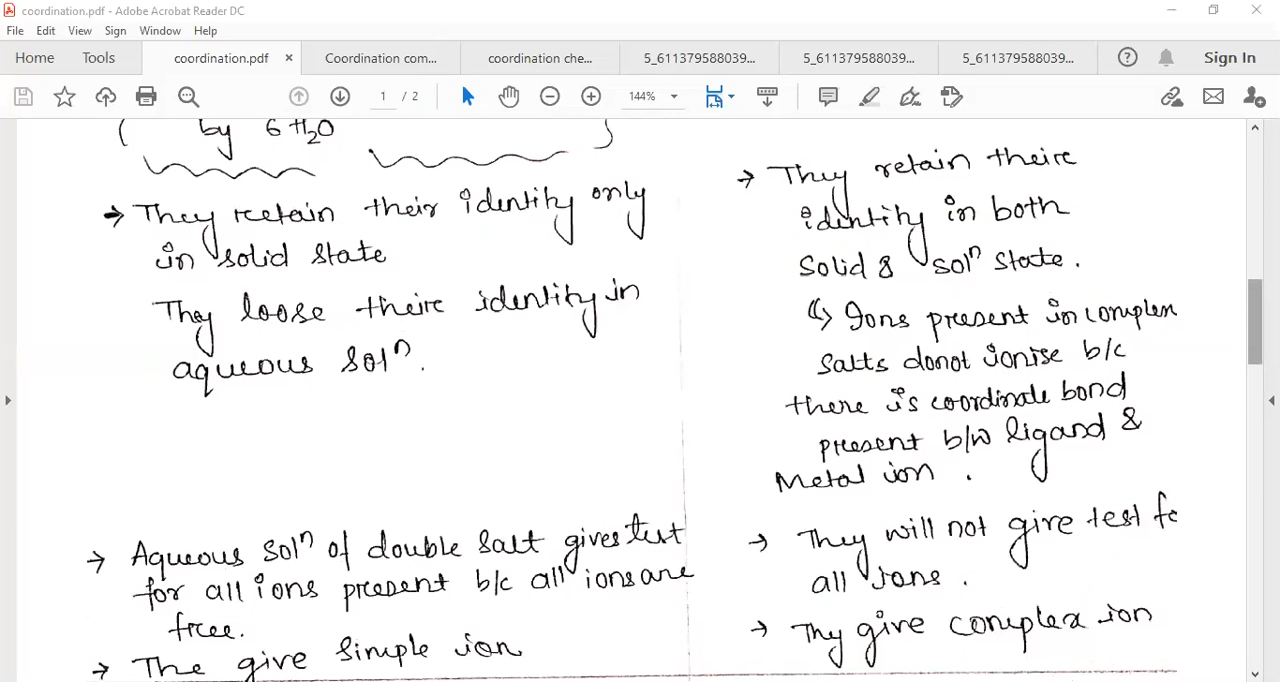 coordination.pdf - Adobe Acrobat Reader DC
File Edit View Sign Window Help
Home Tools coordination.pdf × Coordination com... coordination che... 5_611379588039... 5_611379588039... 5_611379588039... Sign In
1 / 2 144%
by 6 H2O
→ They retain their identity only
in solid state
They loose theire identity in
aqueous solⁿ.
→ Aqueous solⁿ of double salt gives test
for all ions present b/c all ions are
free.
→ The give simple ion
→ They retain theire
identity in both
solid & solⁿ state.
↳ Ions present in complex
salts donot ionise b/c
there is coordinate bond
present b/w ligand &
Metal ion.
→ They will not give test fo
all ions.
→ Thy give complex ion